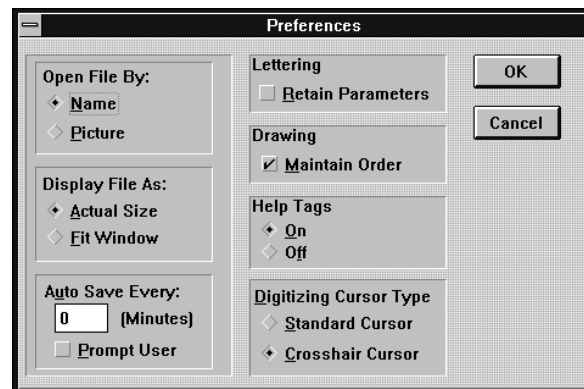 Preferences
Open File By:
Name
Picture
Display File As:
Actual Size
Fit Window
Auto Save Every:
0 (Minutes)
Prompt User
Lettering
Retain Parameters
Drawing
Maintain Order
Help Tags
On
Off
Digitizing Cursor Type
Standard Cursor
Crosshair Cursor
OK
Cancel